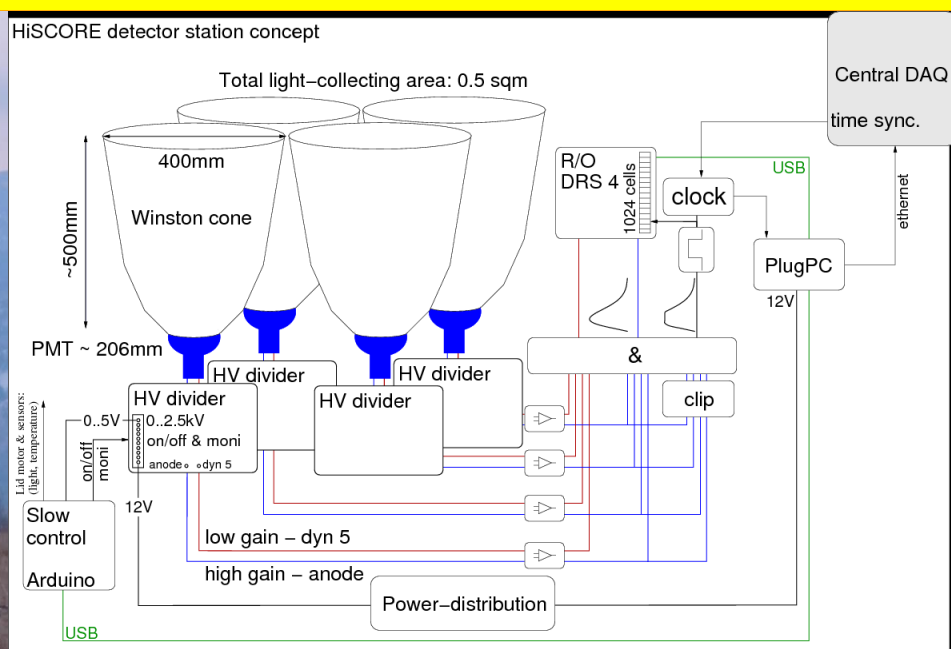 HiSCORE detector station concept
Total light-collecting area: 0.5 sqm
Central DAQ
time sync.
400mm
Winston cone
~500mm
R/O
DRS 4
1024 cells
USB
clock
ethernet
PlugPC
12V
PMT ~ 206mm
&
HV divider
HV divider
HV divider
HV divider
clip
Lid motor & sensors:
(light, temperature)
0..5V
0..2.5kV
on/off
moni
on/off & moni
anode
dyn 5
12V
Slow
control
Arduino
low gain - dyn 5
high gain - anode
Power-distribution
USB